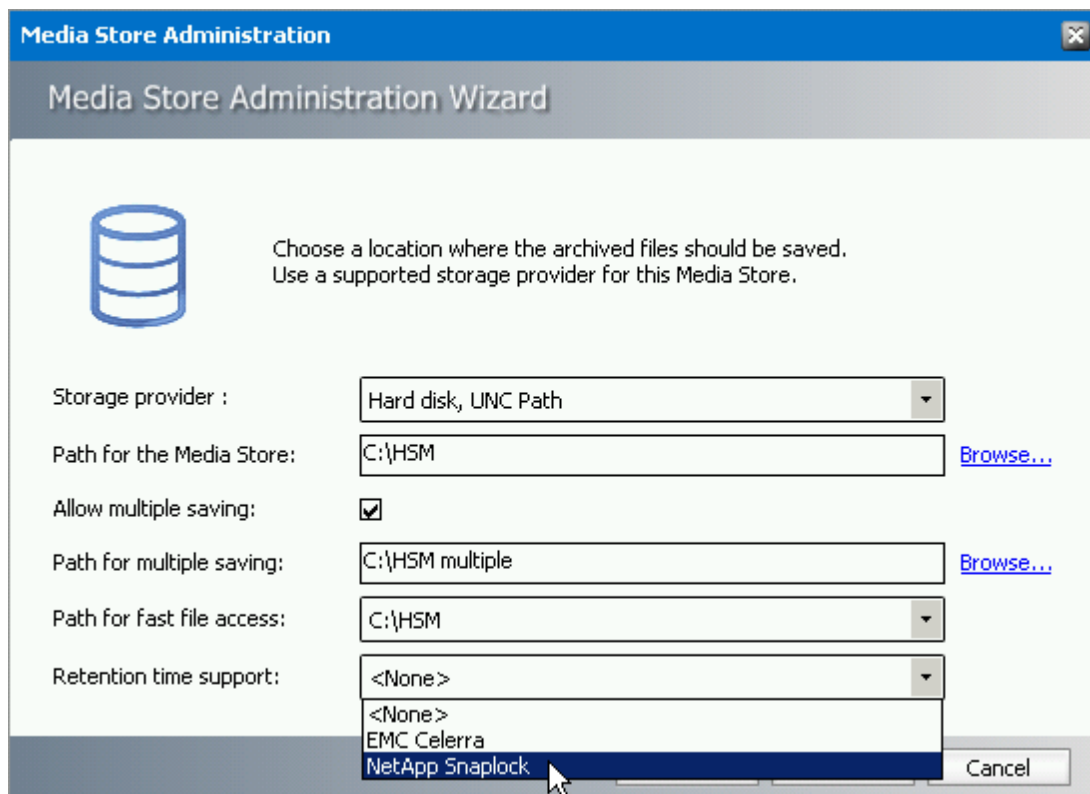 Media Store Administration
Media Store Administration Wizard
Choose a location where the archived files should be saved.
Use a supported storage provider for this Media Store.
Storage provider :
Hard disk, UNC Path
Path for the Media Store:
C:\HSM
Browse...
Allow multiple saving:
Path for multiple saving:
C:\HSM multiple
Browse...
Path for fast file access:
C:\HSM
Retention time support:
<None>
<None>
EMC Celerra
NetApp Snaplock
Cancel